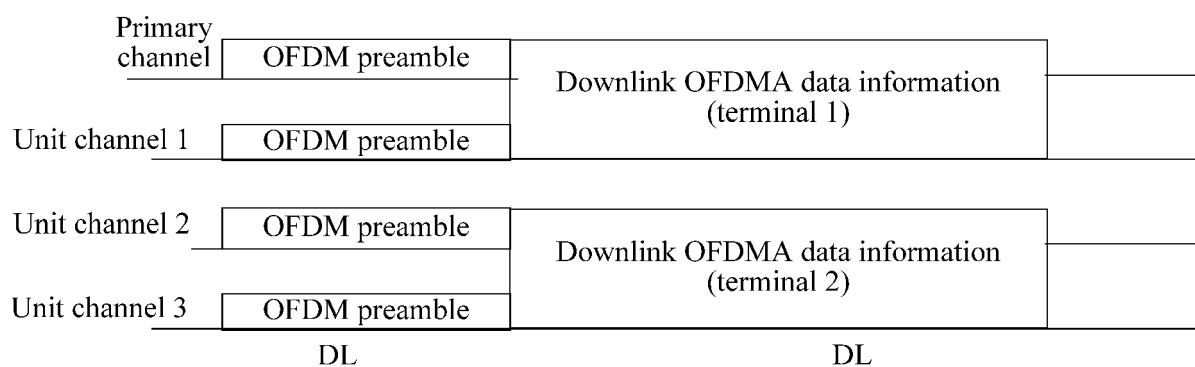 Primary
channel
OFDM preamble
Downlink OFDMA data information
(terminal 1)
Unit channel 1
OFDM preamble
Unit channel 2
OFDM preamble
Downlink OFDMA data information
(terminal 2)
Unit channel 3
OFDM preamble
DL
DL